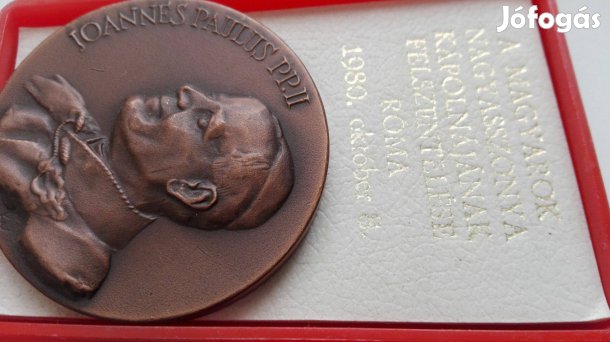 Jófogás
JOANNES PAULUS PP.II
A MAGYAROK
NAGYASSZONYA
KÁPOLNÁJÁNAK
FELSZENTELÉSE
RÓMA
1980. október 8.